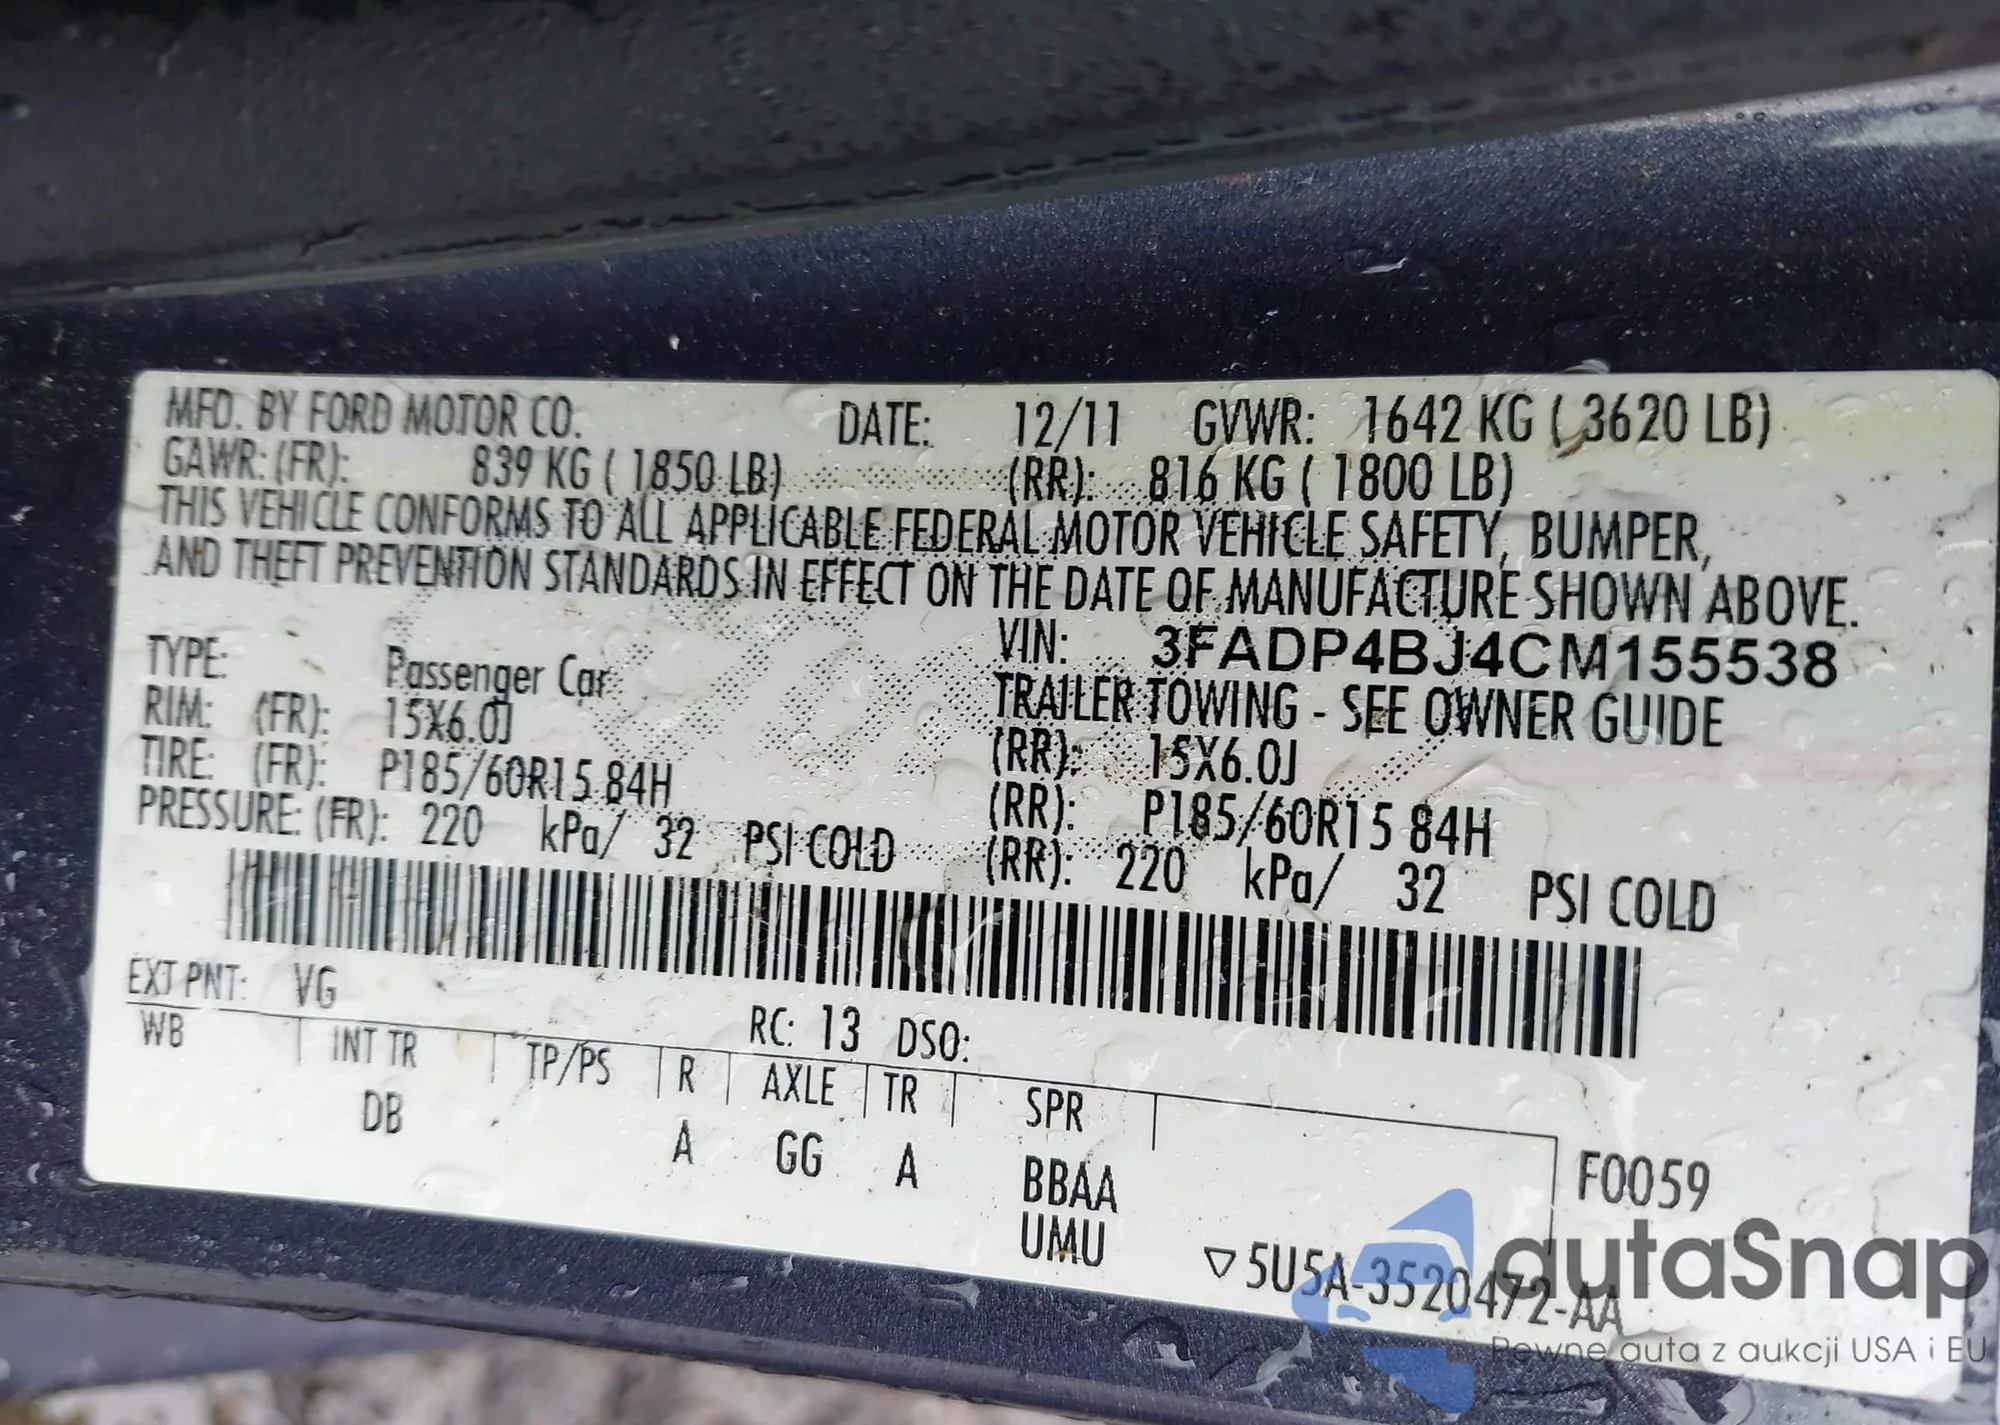 MFD. BY FORD MOTOR CO. DATE: 12/11 GVWR: 1642 KG ( 3620 LB)
GAWR: (FR): 839 KG ( 1850 LB) (RR): 816 KG ( 1800 LB)
THIS VEHICLE CONFORMS TO ALL APPLICABLE FEDERAL MOTOR VEHICLE SAFETY, BUMPER,
AND THEFT PREVENTION STANDARDS IN EFFECT ON THE DATE OF MANUFACTURE SHOWN ABOVE.
VIN: 3FADP4BJ4CM155538
TYPE: Passenger Car TRAILER TOWING - SEE OWNER GUIDE
RIM: (FR): 15X6.0J (RR): 15X6.0J
TIRE: (FR): P185/60R15 84H (RR): P185/60R15 84H
PRESSURE: (FR): 220 kPa/ 32 PSI COLD (RR): 220 kPa/ 32 PSI COLD
EXT PNT: VG RC: 13 DSO:
WB INT TR TP/PS R AXLE TR SPR
DB A GG A BBAA F0059
UMU ▽5U5A-3520472-AA
autaSnap
Pewne auta z aukcji USA i EU